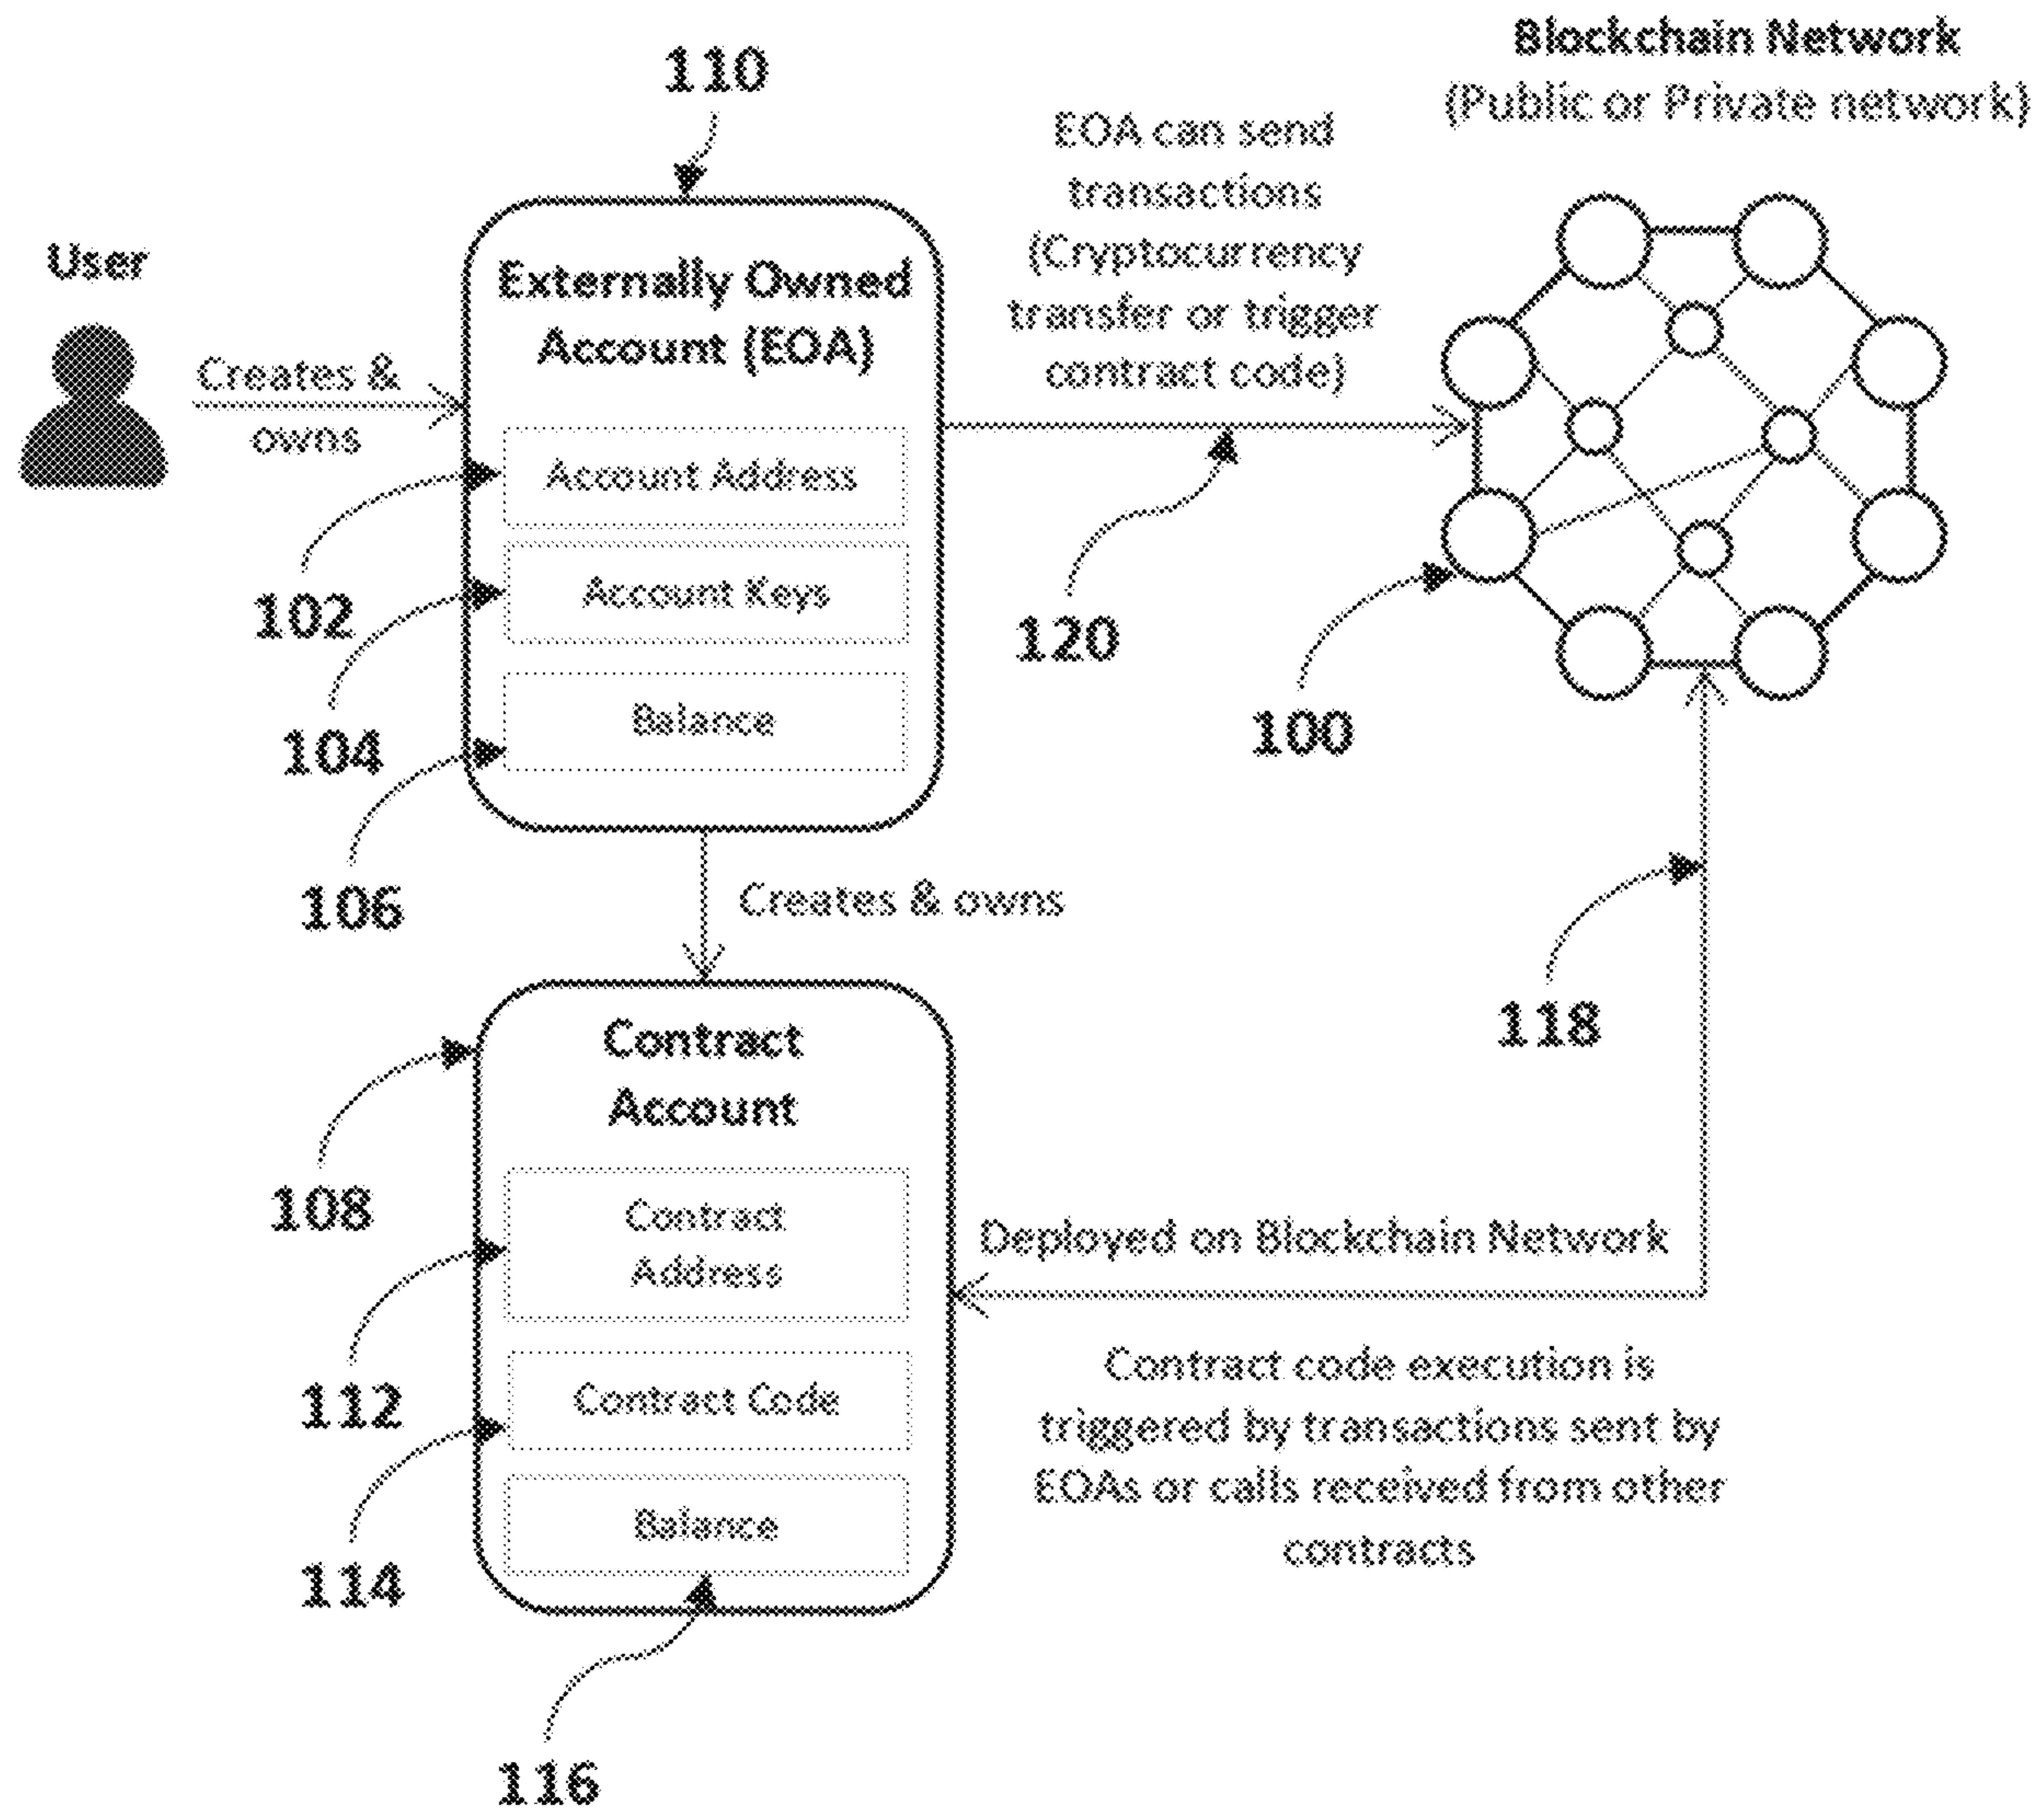 Blockchain Network
(Public or Private network)
110
EOA can send
transactions
(Cryptocurrency
transfer or trigger
contract code)
User
Externally Owned
Account (EOA)
Creates &
owns
Account Address
102
Account Keys
104
Balance
106
120
100
Creates & owns
118
Contract
Account
108
Contract
Address
112
Deployed on Blockchain Network
Contract code execution is
triggered by transactions sent by
EOAs or calls received from other
contracts
Contract Code
114
Balance
116